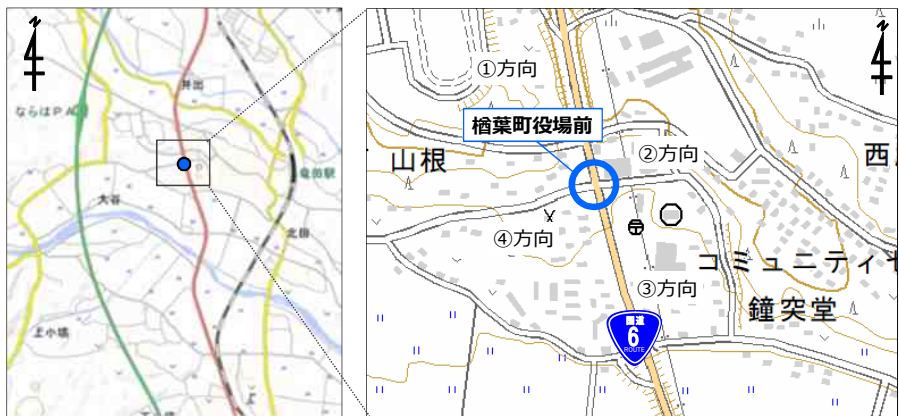 井出
ならはPA
竜田駅
大谷
北田
上小塙
①方向
楢葉町役場前
山根
②方向
西
④方向
コミュニティセ
③方向
鐘突堂
国道
6
ROUTE